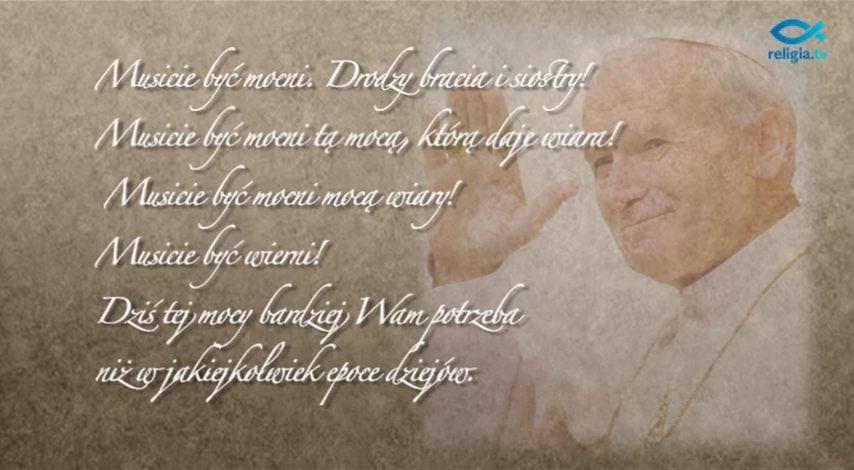 religia.tv
Musicie być mocni. Drodzy bracia i siostry!
Musicie być mocni tą mocą, którą daje wiara!
Musicie być mocni mocą wiary!
Musicie być wierni!
Dziś tej mocy bardziej Wam potrzeba
niż w jakiejkolwiek epoce dziejów.